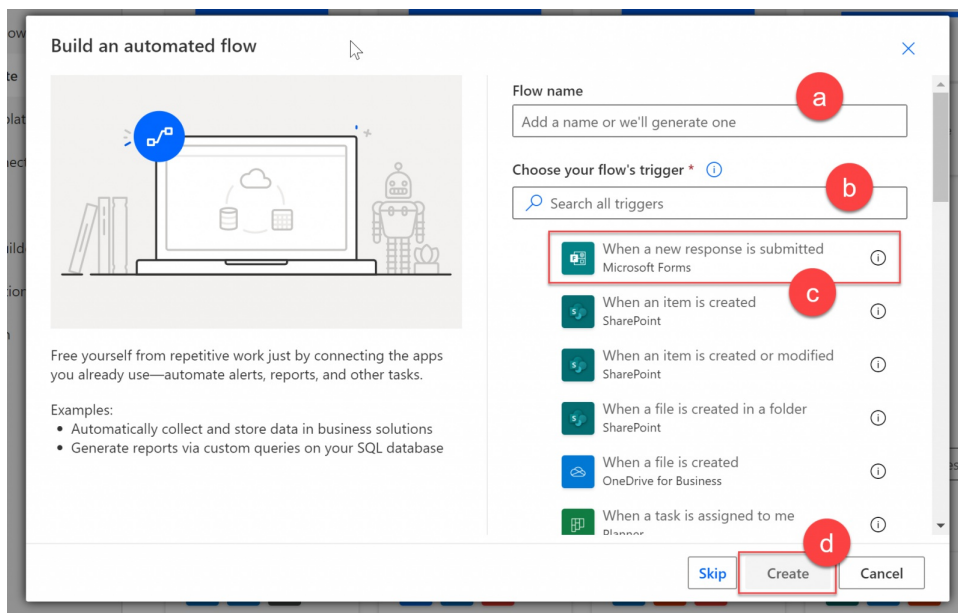 Build an automated flow
Flow name
a
Add a name or we'll generate one
Choose your flow's trigger *
b
Search all triggers
When a new response is submitted
Microsoft Forms
c
When an item is created
SharePoint
When an item is created or modified
SharePoint
When a file is created in a folder
SharePoint
When a file is created
OneDrive for Business
When a task is assigned to me
Planner
Free yourself from repetitive work just by connecting the apps
you already use—automate alerts, reports, and other tasks.
Examples:
• Automatically collect and store data in business solutions
• Generate reports via custom queries on your SQL database
d
Skip
Create
Cancel